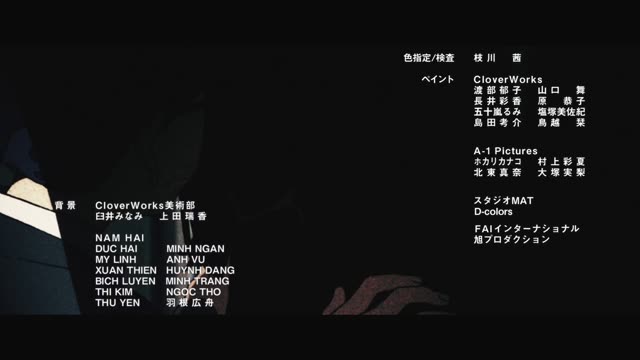 色指定/検査 枝川 茜
ペイント CloverWorks
渡部郁子 山口 舞
長井彩香 原 恭子
五十嵐るみ 塩塚美佐紀
島田考介 鳥越 栞
A-1 Pictures
ホカリカナコ 村上彩夏
北東真奈 大塚実梨
スタジオMAT
D-colors
FAIインターナショナル
旭プロダクション
背景 CloverWorks美術部
臼井みなみ 上田瑞香
NAM HAI
DUC HAI MINH NGAN
MY LINH ANH VU
XUAN THIEN HUYNH DANG
BICH LUYEN MINH TRANG
THI KIM NGOC THO
THU YEN 羽根広舟